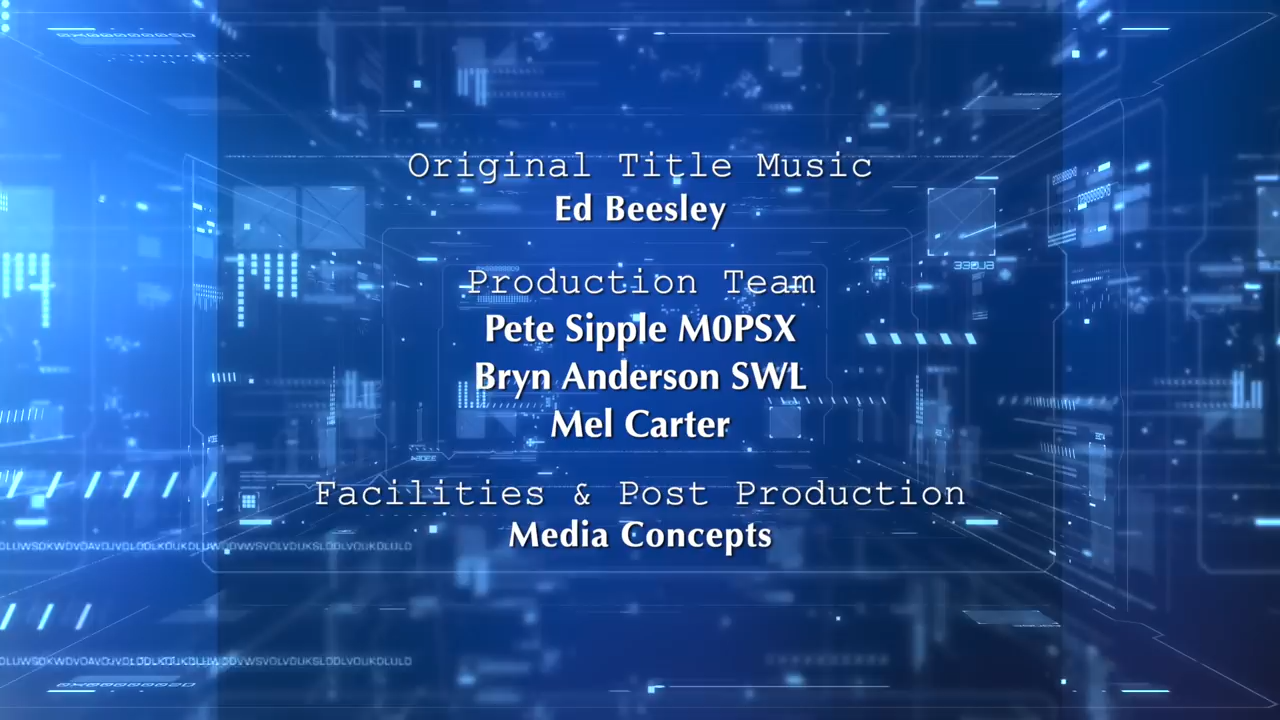 Original Title Music
Ed Beesley
Production Team
Pete Sipple M0PSX
Bryn Anderson SWL
Mel Carter
Facilities & Post Production
Media Concepts